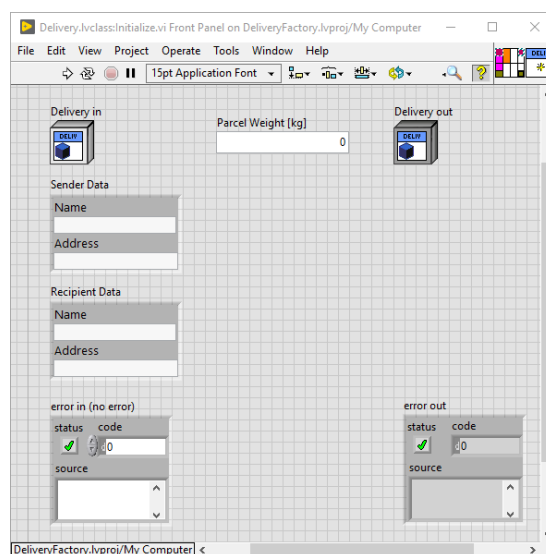 Delivery.lvclass:Initialize.vi Front Panel on DeliveryFactory.lvproj/My Computer
File Edit View Project Operate Tools Window Help
15pt Application Font
DELI
Delivery in
Parcel Weight [kg]
Delivery out
DELIV
0
DELIV
Sender Data
Name
Address
Recipient Data
Name
Address
error in (no error)
error out
status code
status code
d 0
d 0
source
source
DeliveryFactory.lvproj/My Computer